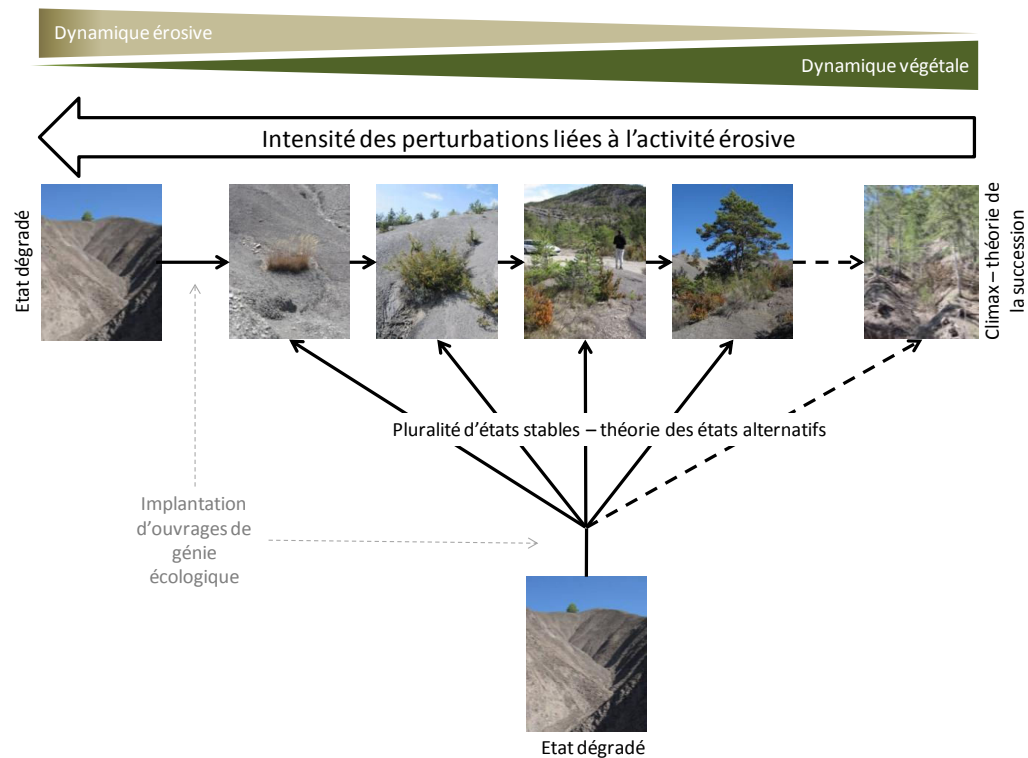 Dynamique érosive
Dynamique végétale
Intensité des perturbations liées à l'activité érosive
Etat dégradé
Climax – théorie de
la succession
Pluralité d'états stables – théorie des états alternatifs
Implantation
d'ouvrages de
génie
écologique
Etat dégradé